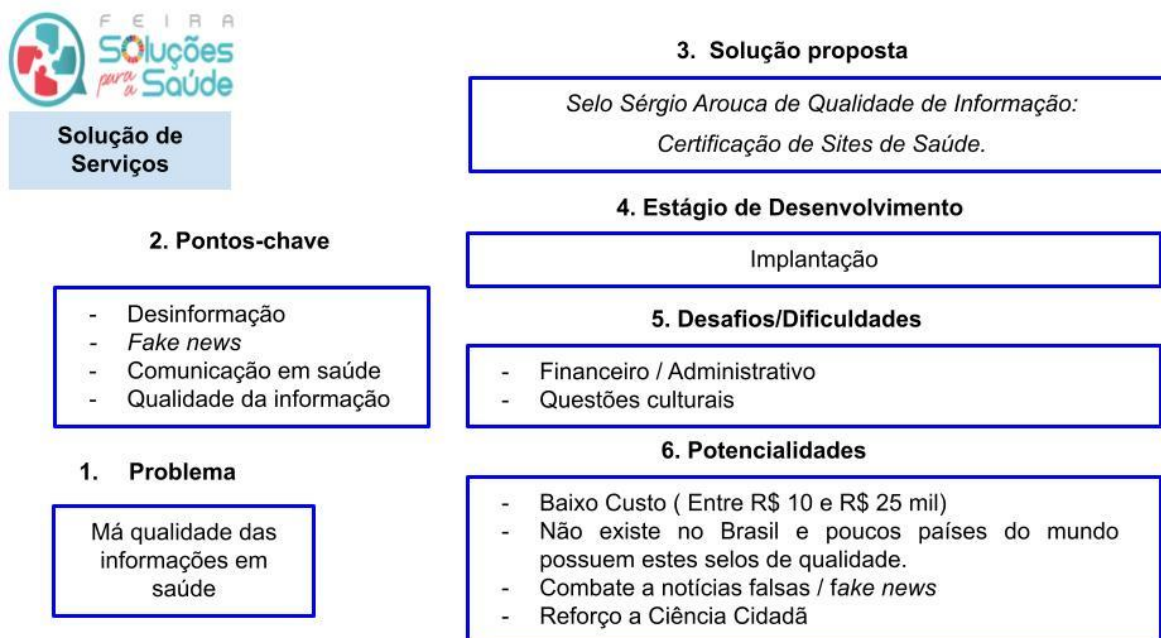 FEIRA
SOluções
para
a
Saúde
Solução de
Serviços
2. Pontos-chave
- Desinformação
- Fake news
- Comunicação em saúde
- Qualidade da informação
1. Problema
Má qualidade das
informações em
saúde
3. Solução proposta
Selo Sérgio Arouca de Qualidade de Informação:
Certificação de Sites de Saúde.
4. Estágio de Desenvolvimento
Implantação
5. Desafios/Dificuldades
- Financeiro / Administrativo
- Questões culturais
6. Potencialidades
- Baixo Custo ( Entre R$ 10 e R$ 25 mil)
- Não existe no Brasil e poucos países do mundo
possuem estes selos de qualidade.
- Combate a notícias falsas / fake news
- Reforço a Ciência Cidadã